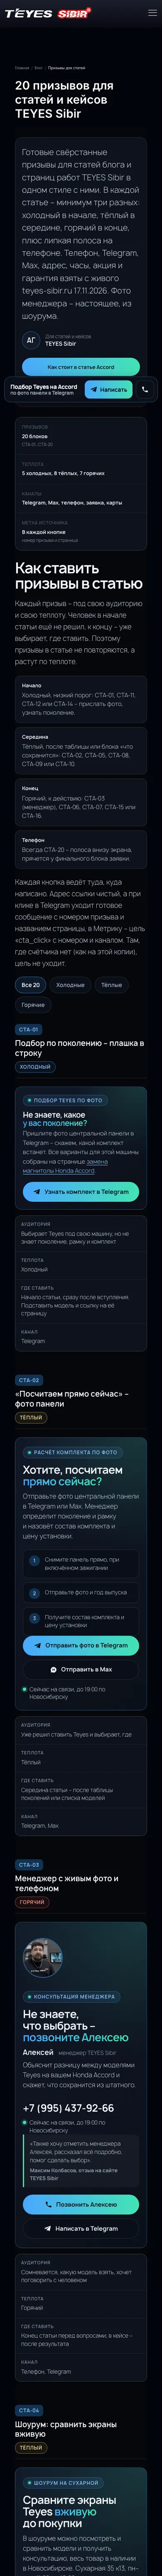 TEYES SIBIR
Главная / Блог / Призывы для статей
20 призывов для
статей и кейсов
TEYES Sibir
Готовые светящиеся
призывы для статей блога и
страниц работ TEYES Sibir в
одном стиле с ними. В каждой
статье – минимум три разных:
холодный в начале, тёплый в
середине, горячий в конце,
плюс липкая полоса на
телефоне. Телефон, Telegram,
Max, адрес, часы, акция и
гарантия взяты с живого
teyes-sibir.ru 17.11.2026. Фото
менеджера – настоящее, из
шоурума.
АГ
Для статей и кейсов
TEYES Sibir
Как стоит в статье Accord
Подбор Teyes на Accord
по фото панели в Telegram
Написать
ПРИЗЫВОВ
20 блоков
CTA-01…CTA-20
ТЕПЛОТА
5 холодных, 8 тёплых, 7 горячих
КАНАЛЫ
Telegram, Max, телефон, заявка, карты
МЕТКА ИСТОЧНИКА
В каждой кнопке
номер призыва и страница
Как ставить
призывы в статью
Каждый призыв – под свою аудиторию
и свою теплоту. Человек в начале
статьи ещё не решил, к концу – уже
выбирает, где ставить. Поэтому
призывы в статье не повторяются, а
растут по теплоте.
Начало
Холодный, низкий порог: CTA-01, CTA-11,
CTA-12 или CTA-14 – прислать фото,
узнать поколение.
Середина
Тёплый, после таблицы или блока «что
сохранится»: CTA-02, CTA-05, CTA-08,
CTA-09 или CTA-10.
Конец
Горячий, к действию: CTA-03
(менеджер), CTA-06, CTA-07, CTA-15 или
CTA-16.
Телефон
Всегда CTA-20 – полоса внизу экрана,
прячется у финального блока заявки.
Каждая кнопка ведёт туда, куда
написано. Адрес ссылки чистый, а при
клике в Telegram уходит готовое
сообщение с номером призыва и
названием страницы, в Метрику – цель
«cta_click» с номером и каналом. Там,
где счётчика нет (как на этой копии),
цель не уходит.
Все 20
Холодные
Тёплые
Горячие
CTA-01
Подбор по поколению – плашка в
строку
ХОЛОДНЫЙ
ПОДБОР TEYES ПО ФОТО
Не знаете, какое
у вас поколение?
Пришлите фото центральной панели в
Telegram – скажем, какой комплект
встанет. Все варианты для этой машины
собраны на странице замена
магнитолы Honda Accord.
Узнать комплект в Telegram
АУДИТОРИЯ
Выбирает Teyes под свою машину, но не
знает поколение, рамку и комплект
ТЕПЛОТА
Холодный
ГДЕ СТАВИТЬ
Начало статьи, сразу после вступления.
Подставить модель и ссылку на её
страницу
КАНАЛ
Telegram
CTA-02
«Посчитаем прямо сейчас» –
фото панели
ТЁПЛЫЙ
РАСЧЁТ КОМПЛЕКТА ПО ФОТО
Хотите, посчитаем
прямо сейчас?
Отправьте фото центральной панели
в Telegram или Max. Менеджер
определит поколение и рамку
и назовёт состав комплекта и
цену установки.
1
Снимите панель прямо, при
включённом зажигании
2
Отправьте фото и год выпуска
3
Получите состав комплекта и
цену установки
Отправить фото в Telegram
Отправить в Max
Сейчас на связи, до 19:00 по
Новосибирску
АУДИТОРИЯ
Уже решил ставить Teyes и выбирает, где
ТЕПЛОТА
Тёплый
ГДЕ СТАВИТЬ
Середина статьи – после таблицы
поколений или списка моделей
КАНАЛ
Telegram, Max
CTA-03
Менеджер с живым фото и
телефоном
ГОРЯЧИЙ
КОНСУЛЬТАЦИЯ МЕНЕДЖЕРА
Не знаете,
что выбрать –
позвоните Алексею
Алексей менеджер TEYES Sibir
Объяснит разницу между моделями
Teyes на вашем Honda Accord и
скажет, что сохранится из штатного.
+7 (995) 437-92-66
Сейчас на связи, до 19:00 по
Новосибирску
«Также хочу отметить менеджера
Алексея, рассказал всё подробно,
помог сделать выбор».
Максим Колбасов, отзыв на сайте
TEYES Sibir
Позвонить Алексею
Написать в Telegram
АУДИТОРИЯ
Сомневается, какую модель взять, хочет
поговорить с человеком
ТЕПЛОТА
Горячий
ГДЕ СТАВИТЬ
Конец статьи перед вопросами; в кейсе –
после результата
КАНАЛ
Телефон, Telegram
CTA-04
Шоурум: сравнить экраны
вживую
ТЁПЛЫЙ
ШОУРУМ НА СУХАРНОЙ
Сравните экраны
Teyes вживую
до покупки
В шоуруме можно посмотреть и
сравнить модели и получить
консультацию, весь товар в наличии
в Новосибирске. Сухарная 35 к13, пн–